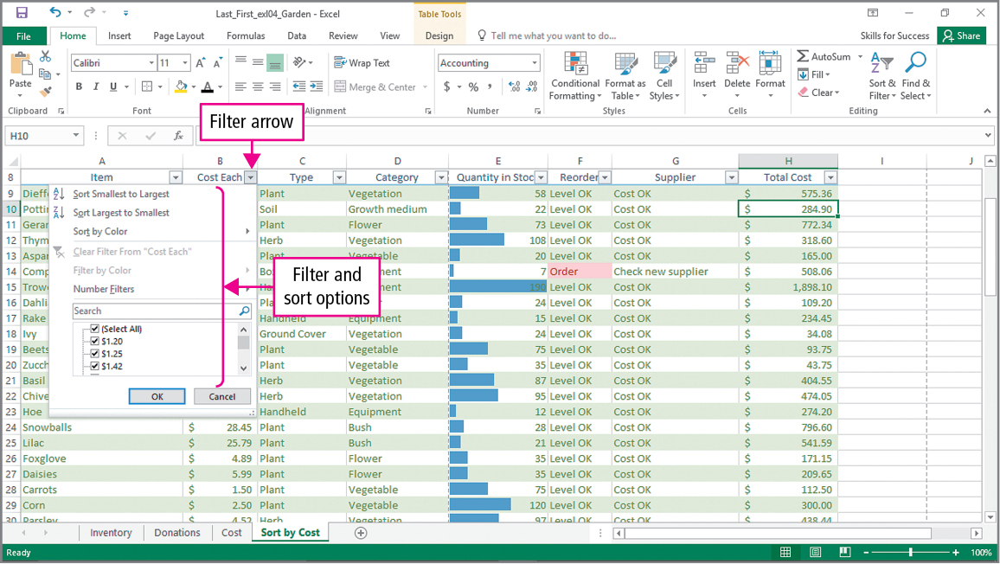 Last_First_exl04_Garden - Excel
Table Tools
File Home Insert Page Layout Formulas Data Review View Design Tell me what you want to do... Skills for Success Share
Paste
Calibri 11
B I U A
Wrap Text
Merge & Center
Accounting
$ % ,
Conditional Formatting
Format as Table
Cell Styles
Insert Delete Format
AutoSum
Fill
Clear
Sort & Filter
Find & Select
Clipboard Font Alignment Number Styles Cells Editing
Filter arrow
H10 fx
A B C D E F G H I J
8 Item Cost Each Type Category Quantity in Stoc Reorder Supplier Total Cost
9 Dieff Plant Vegetation 58 Level OK Cost OK $ 575.36
10 Pottin Soil Growth medium 22 Level OK Cost OK $ 284.90
11 Geran Plant Flower 73 Level OK Cost OK $ 772.34
12 Thym Herb Vegetation 108 Level OK Cost OK $ 318.60
13 Aspar Plant Vegetable 20 Level OK Cost OK $ 165.00
14 Comp 7 Order Check new supplier $ 508.06
15 Trowe 190 Level OK Cost OK $ 1,898.10
16 Dahli 24 Level OK Cost OK $ 109.20
17 Rake Handheld Equipment 15 Level OK Cost OK $ 234.45
18 Ivy Ground Cover Vegetation 24 Level OK Cost OK $ 34.08
19 Beets Plant Vegetable 75 Level OK Cost OK $ 93.75
20 Zucch Plant Vegetable 35 Level OK Cost OK $ 43.75
21 Basil Herb Vegetation 87 Level OK Cost OK $ 404.55
22 Chive Herb Vegetation 95 Level OK Cost OK $ 474.05
23 Hoe Handheld Equipment 12 Level OK Cost OK $ 274.20
24 Snowballs $ 28.45 Plant Bush 28 Level OK Cost OK $ 796.60
25 Lilac $ 25.79 Plant Bush 21 Level OK Cost OK $ 541.59
26 Foxglove $ 4.89 Plant Flower 35 Level OK Cost OK $ 171.15
27 Daisies $ 5.99 Plant Flower 35 Level OK Cost OK $ 209.65
28 Carrots $ 1.50 Plant Vegetable 75 Level OK Cost OK $ 112.50
29 Corn $ 2.50 Plant Vegetable 120 Level OK Cost OK $ 300.00
30 Parsley $ 4.52 Herb Vegetation 97 Level OK Cost OK $ 438.44
Sort Smallest to Largest
Sort Largest to Smallest
Sort by Color
Clear Filter From "Cost Each"
Filter by Color
Number Filters
Search
(Select All)
$1.20
$1.25
$1.42
OK Cancel
Filter and
sort options
Inventory Donations Cost Sort by Cost
Ready 100%